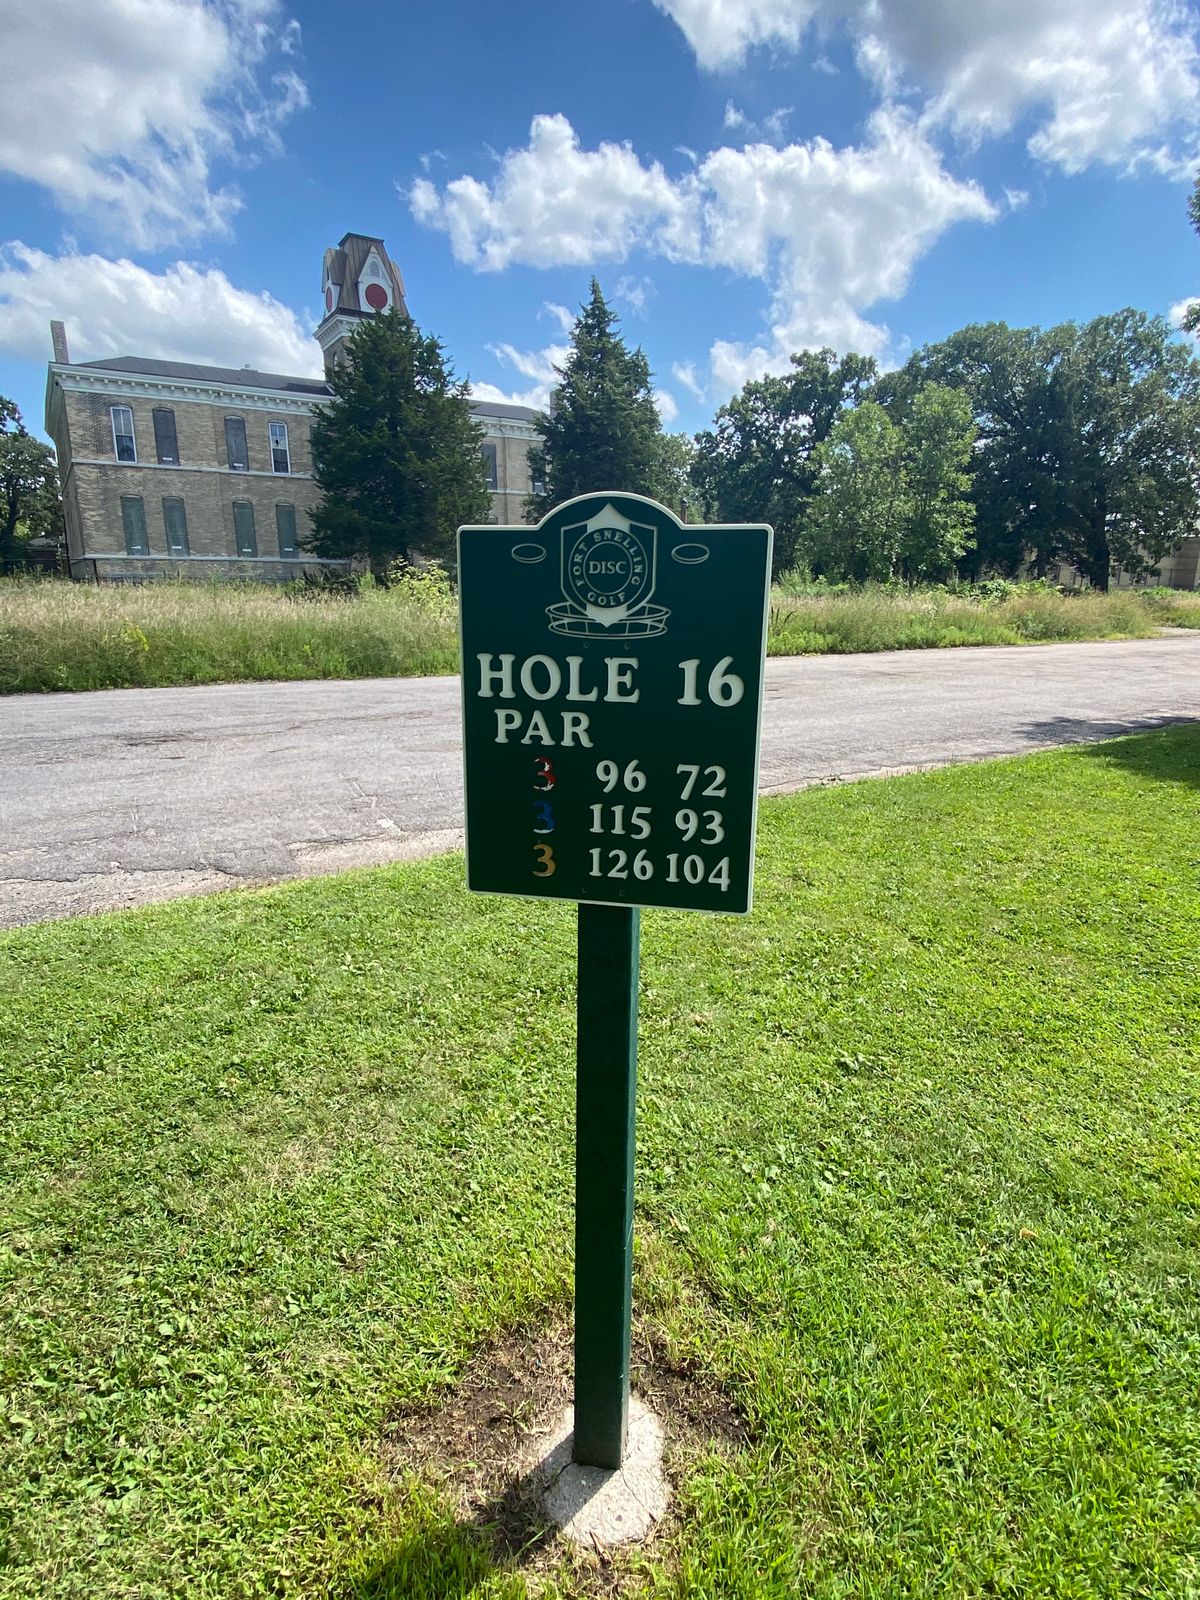 FORT SNELLING
DISC
GOLF
HOLE 16
PAR
3 96 72
3 115 93
3 126 104